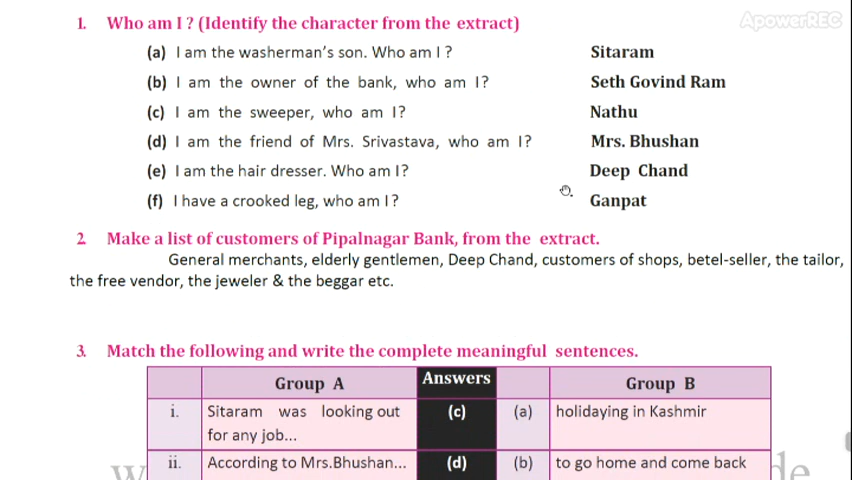 ApowerREC
1. Who am I ? (Identify the character from the extract)
(a) I am the washerman's son. Who am I ? Sitaram
(b) I am the owner of the bank, who am I? Seth Govind Ram
(c) I am the sweeper, who am I? Nathu
(d) I am the friend of Mrs. Srivastava, who am I? Mrs. Bhushan
(e) I am the hair dresser. Who am I? Deep Chand
(f) I have a crooked leg, who am I? Ganpat
2. Make a list of customers of Pipalnagar Bank, from the extract.
General merchants, elderly gentlemen, Deep Chand, customers of shops, betel-seller, the tailor,
the free vendor, the jeweler & the beggar etc.
3. Match the following and write the complete meaningful sentences.
Group A Answers Group B
i. Sitaram was looking out (c) (a) holidaying in Kashmir
for any job...
ii. According to Mrs.Bhushan... (d) (b) to go home and come back